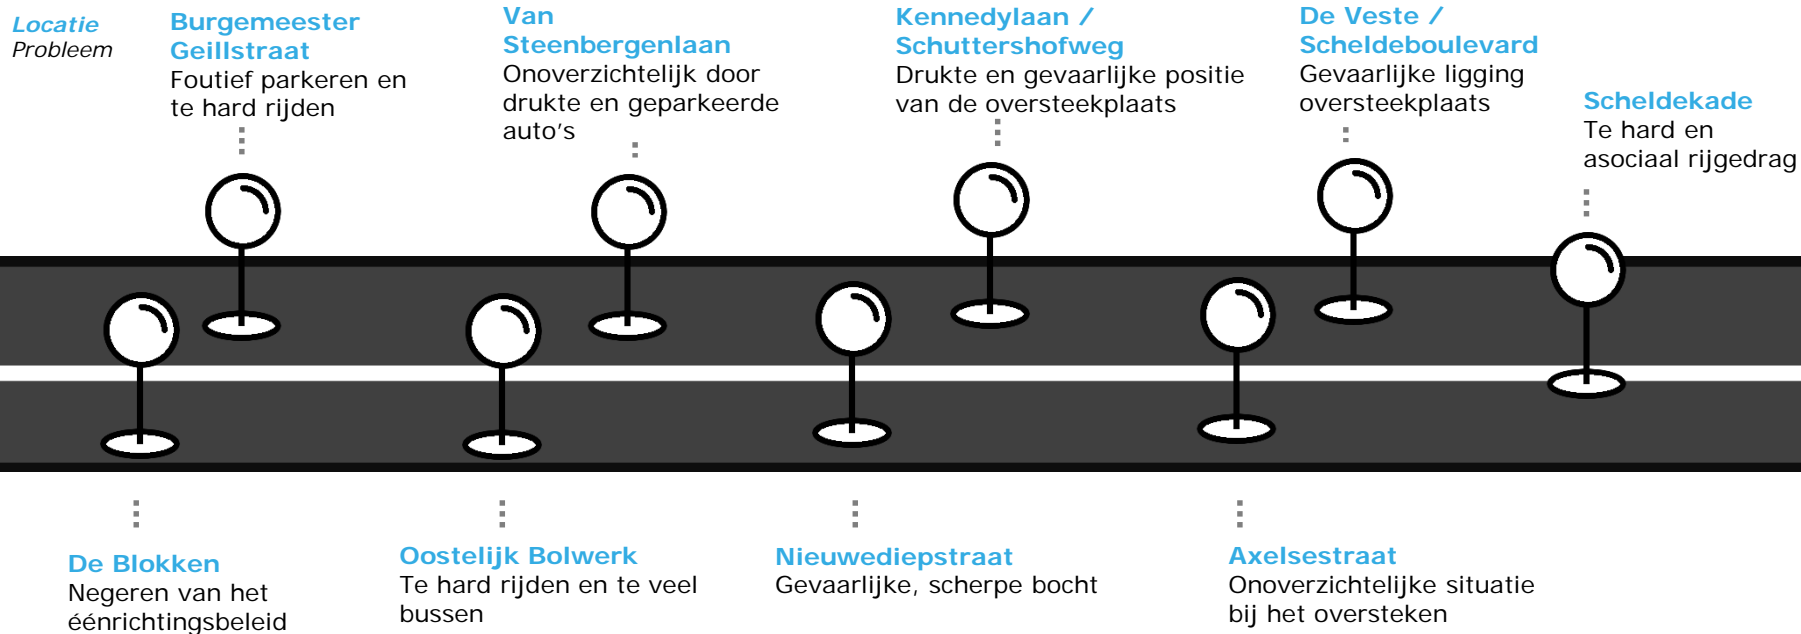 Locatie
Probleem
Burgemeester
Geillstraat
Foutief parkeren en
te hard rijden
Van
Steenbergenlaan
Onoverzichtelijk door
drukte en geparkeerde
auto's
Kennedylaan /
Schuttershofweg
Drukte en gevaarlijke positie
van de oversteekplaats
De Veste /
Scheldeboulevard
Gevaarlijke ligging
oversteekplaats
Scheldekade
Te hard en
asociaal rijgedrag
De Blokken
Negeren van het
éénrichtingsbeleid
Oostelijk Bolwerk
Te hard rijden en te veel
bussen
Nieuwediepstraat
Gevaarlijke, scherpe bocht
Axelsestraat
Onoverzichtelijke situatie
bij het oversteken